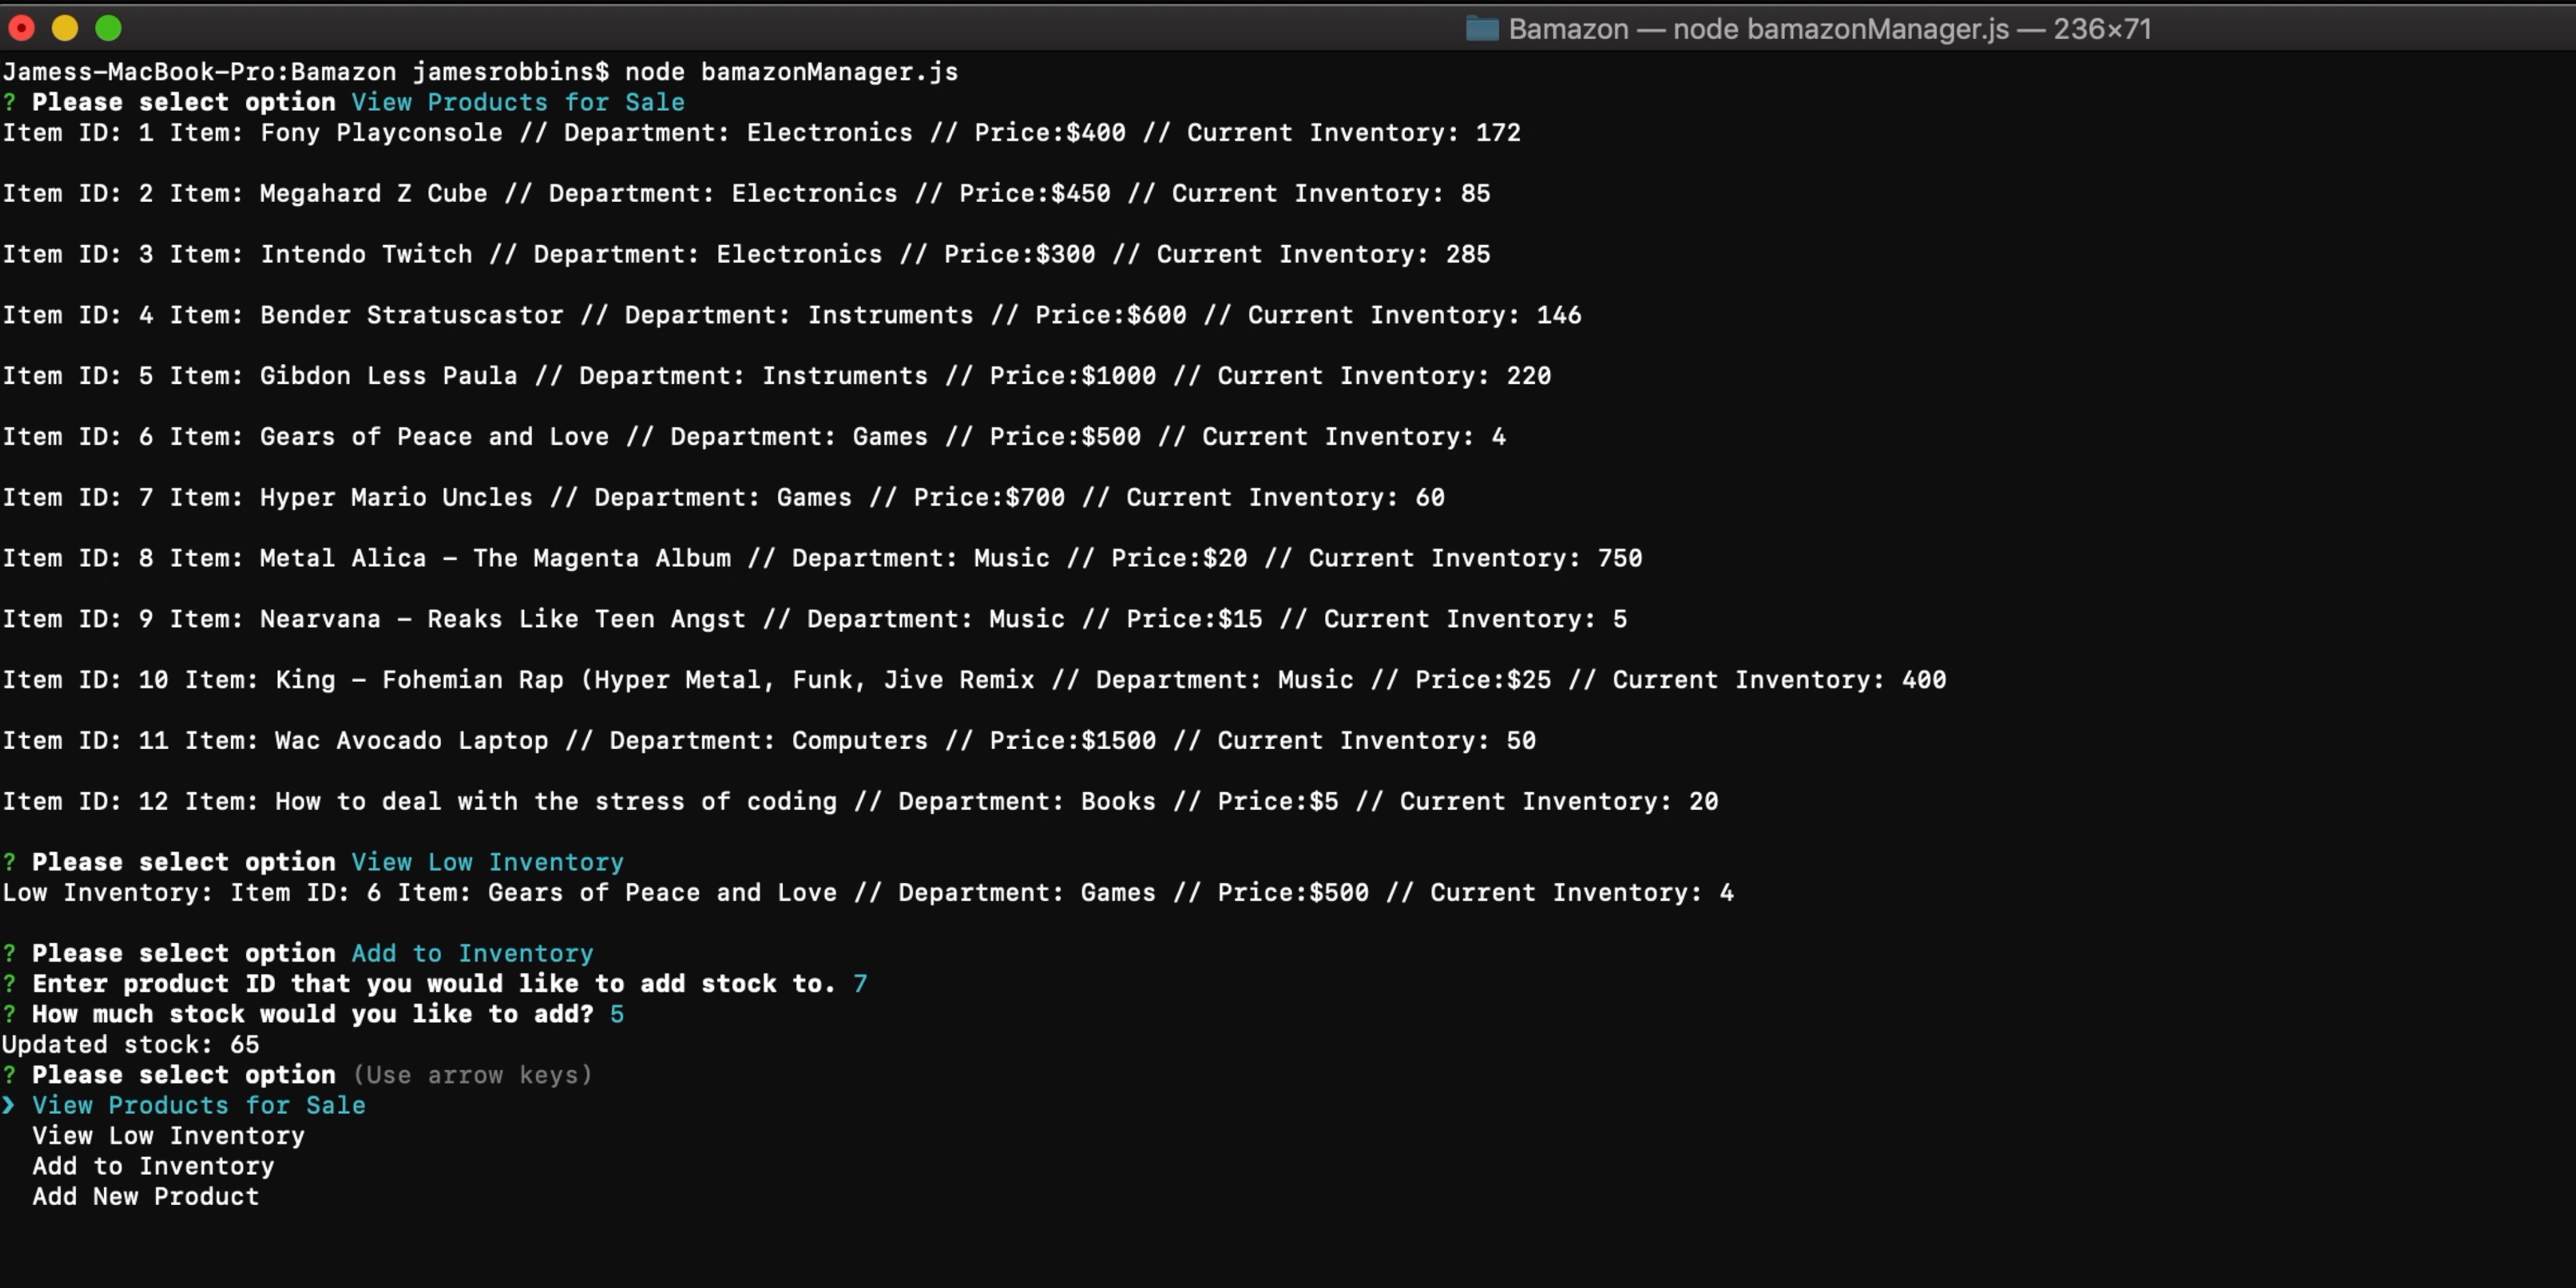 Bamazon — node bamazonManager.js — 236×71
Jamess-MacBook-Pro:Bamazon jamesrobbins$ node bamazonManager.js
? Please select option View Products for Sale
Item ID: 1 Item: Fony Playconsole // Department: Electronics // Price:$400 // Current Inventory: 172
Item ID: 2 Item: Megahard Z Cube // Department: Electronics // Price:$450 // Current Inventory: 85
Item ID: 3 Item: Intendo Twitch // Department: Electronics // Price:$300 // Current Inventory: 285
Item ID: 4 Item: Bender Stratuscastor // Department: Instruments // Price:$600 // Current Inventory: 146
Item ID: 5 Item: Gibdon Less Paula // Department: Instruments // Price:$1000 // Current Inventory: 220
Item ID: 6 Item: Gears of Peace and Love // Department: Games // Price:$500 // Current Inventory: 4
Item ID: 7 Item: Hyper Mario Uncles // Department: Games // Price:$700 // Current Inventory: 60
Item ID: 8 Item: Metal Alica - The Magenta Album // Department: Music // Price:$20 // Current Inventory: 750
Item ID: 9 Item: Nearvana - Reaks Like Teen Angst // Department: Music // Price:$15 // Current Inventory: 5
Item ID: 10 Item: King - Fohemian Rap (Hyper Metal, Funk, Jive Remix // Department: Music // Price:$25 // Current Inventory: 400
Item ID: 11 Item: Wac Avocado Laptop // Department: Computers // Price:$1500 // Current Inventory: 50
Item ID: 12 Item: How to deal with the stress of coding // Department: Books // Price:$5 // Current Inventory: 20
? Please select option View Low Inventory
Low Inventory: Item ID: 6 Item: Gears of Peace and Love // Department: Games // Price:$500 // Current Inventory: 4
? Please select option Add to Inventory
? Enter product ID that you would like to add stock to. 7
? How much stock would you like to add? 5
Updated stock: 65
? Please select option (Use arrow keys)
❯ View Products for Sale
View Low Inventory
Add to Inventory
Add New Product